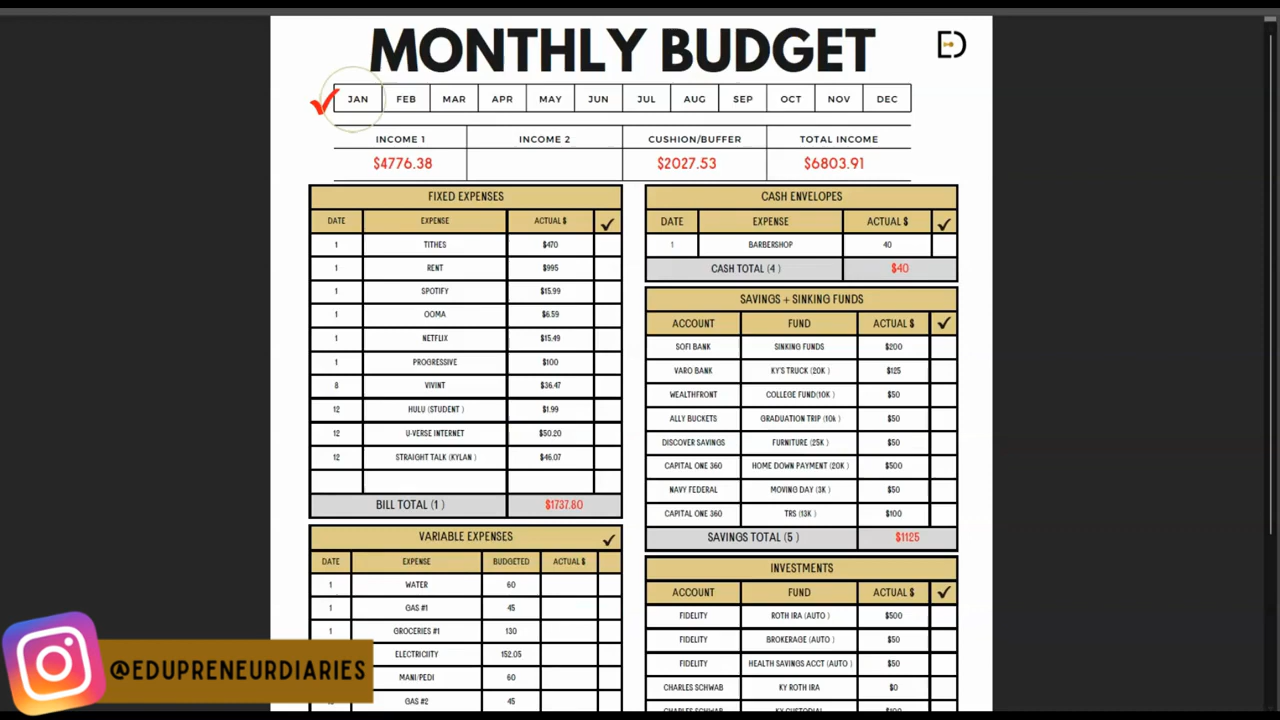 MONTHLY BUDGET
ED
JAN FEB MAR APR MAY JUN JUL AUG SEP OCT NOV DEC
INCOME 1 INCOME 2 CUSHION/BUFFER TOTAL INCOME
$4776.38 $2027.53 $6803.91
FIXED EXPENSES
DATE EXPENSE ACTUAL $
1 TITHES $470
1 RENT $995
1 SPOTIFY $15.99
1 OOMA $6.59
1 NETFLIX $15.49
1 PROGRESSIVE $100
8 VIVINT $36.47
12 HULU (STUDENT )
$1.99
12 U-VERSE INTERNET $50.20
12 STRAIGHT TALK (KYLAN ) $46.07
BILL TOTAL (1 ) $1737.80
VARIABLE EXPENSES
DATE EXPENSE BUDGETED ACTUAL $
1 WATER 60
1 GAS #1 45
1 GROCERIES #1 130
ELECTRICIITY 152.05
MANI/PEDI 60
GAS #2 45
CASH ENVELOPES
DATE EXPENSE ACTUAL $
1 BARBERSHOP 40
CASH TOTAL (4 ) $40
SAVINGS + SINKING FUNDS
ACCOUNT FUND ACTUAL $
SOFI BANK SINKING FUNDS $200
VARO BANK KY'S TRUCK (20K ) $125
WEALTHFRONT COLLEGE FUND(10K ) $50
ALLY BUCKETS GRADUATION TRIP (10k ) $50
DISCOVER SAVINGS FURNITURE (25K ) $50
CAPITAL ONE 360 HOME DOWN PAYMENT (20K ) $500
NAVY FEDERAL MOVING DAY (3K ) $50
CAPITAL ONE 360 TRS (13K ) $100
SAVINGS TOTAL (5 ) $1125
INVESTMENTS
ACCOUNT FUND ACTUAL $
FIDELITY ROTH IRA (AUTO ) $500
FIDELITY BROKERAGE (AUTO ) $50
FIDELITY HEALTH SAVINGS ACCT (AUTO ) $50
CHARLES SCHWAB KY ROTH IRA $0
CHARLES SCHWAB KY CUSTODIAL $100
@EDUPRENEURDIARIES